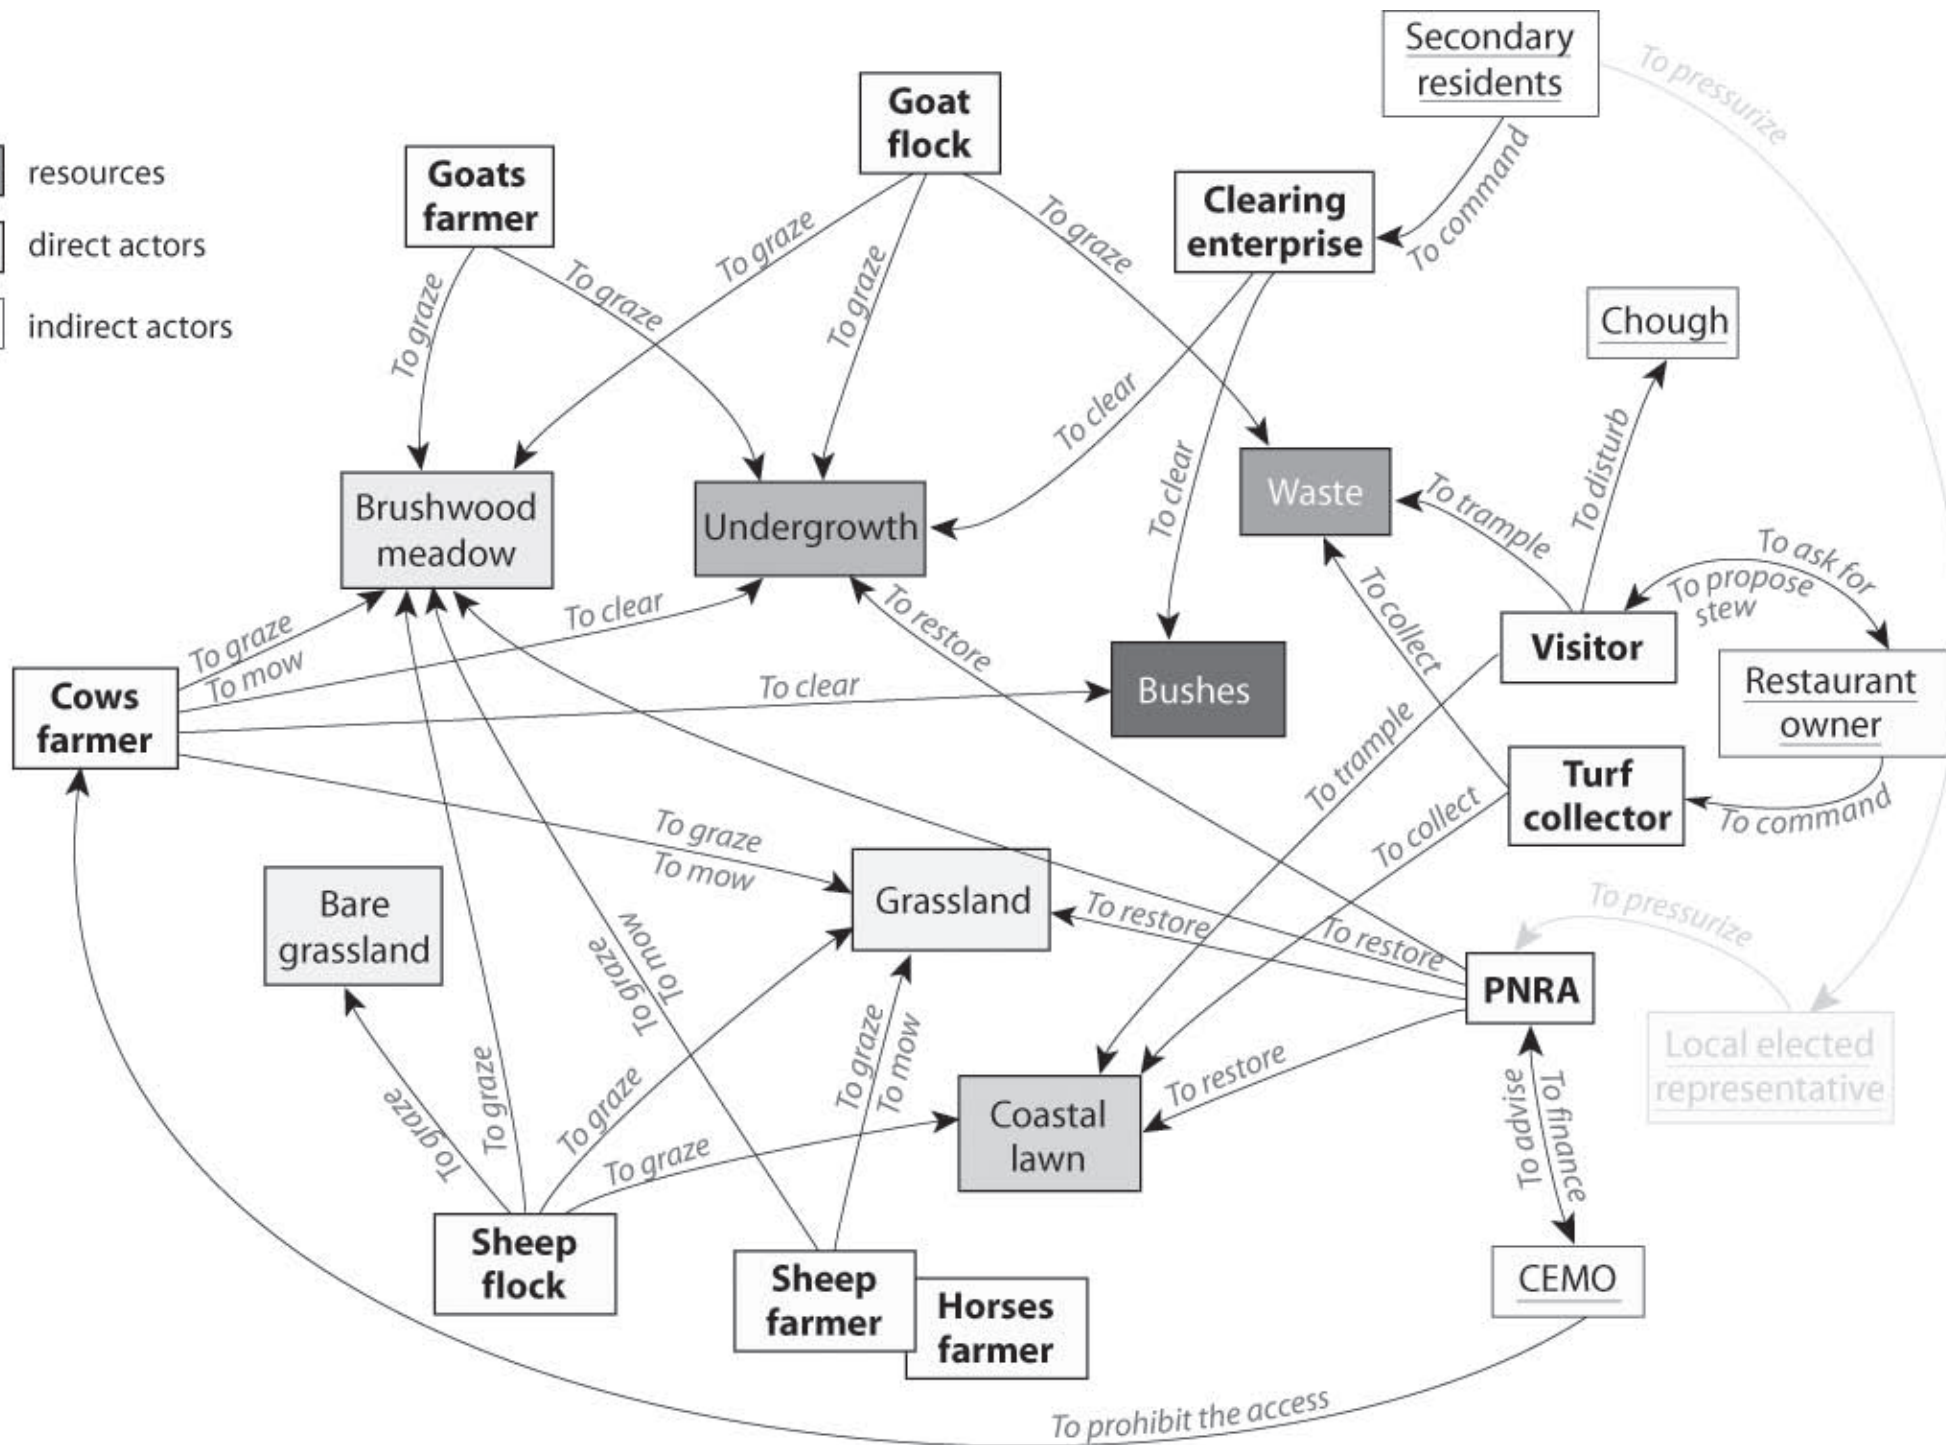 Secondary
residents
To pressurize
Goat
flock
resources
Goats
farmer
Clearing
enterprise
To command
direct actors
To graze
To graze
To graze
To graze
To graze
indirect actors
Chough
To clear
To clear
To disturb
Waste
To trample
Brushwood
meadow
Undergrowth
To ask for
To propose
stew
To collect
To restore
To clear
To graze
To mow
Visitor
Cows
farmer
To clear
Bushes
Restaurant
owner
To trample
Turf
collector
To command
To collect
To graze
To mow
Bare
grassland
Grassland
To restore
To restore
To pressurize
To mow
To graze
PNRA
Local elected
representative
To graze
To mow
To graze
To graze
To graze
To graze
Coastal
lawn
To restore
To finance
To advise
Sheep
flock
Sheep
farmer
Horses
farmer
CEMO
To prohibit the access